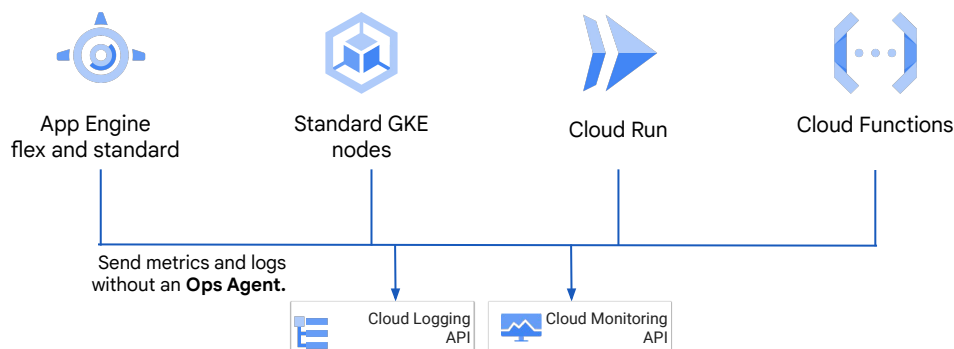 App Engine
flex and standard
Standard GKE
nodes
Cloud Run
Cloud Functions
Send metrics and logs
without an Ops Agent.
Cloud Logging
API
Cloud Monitoring
API